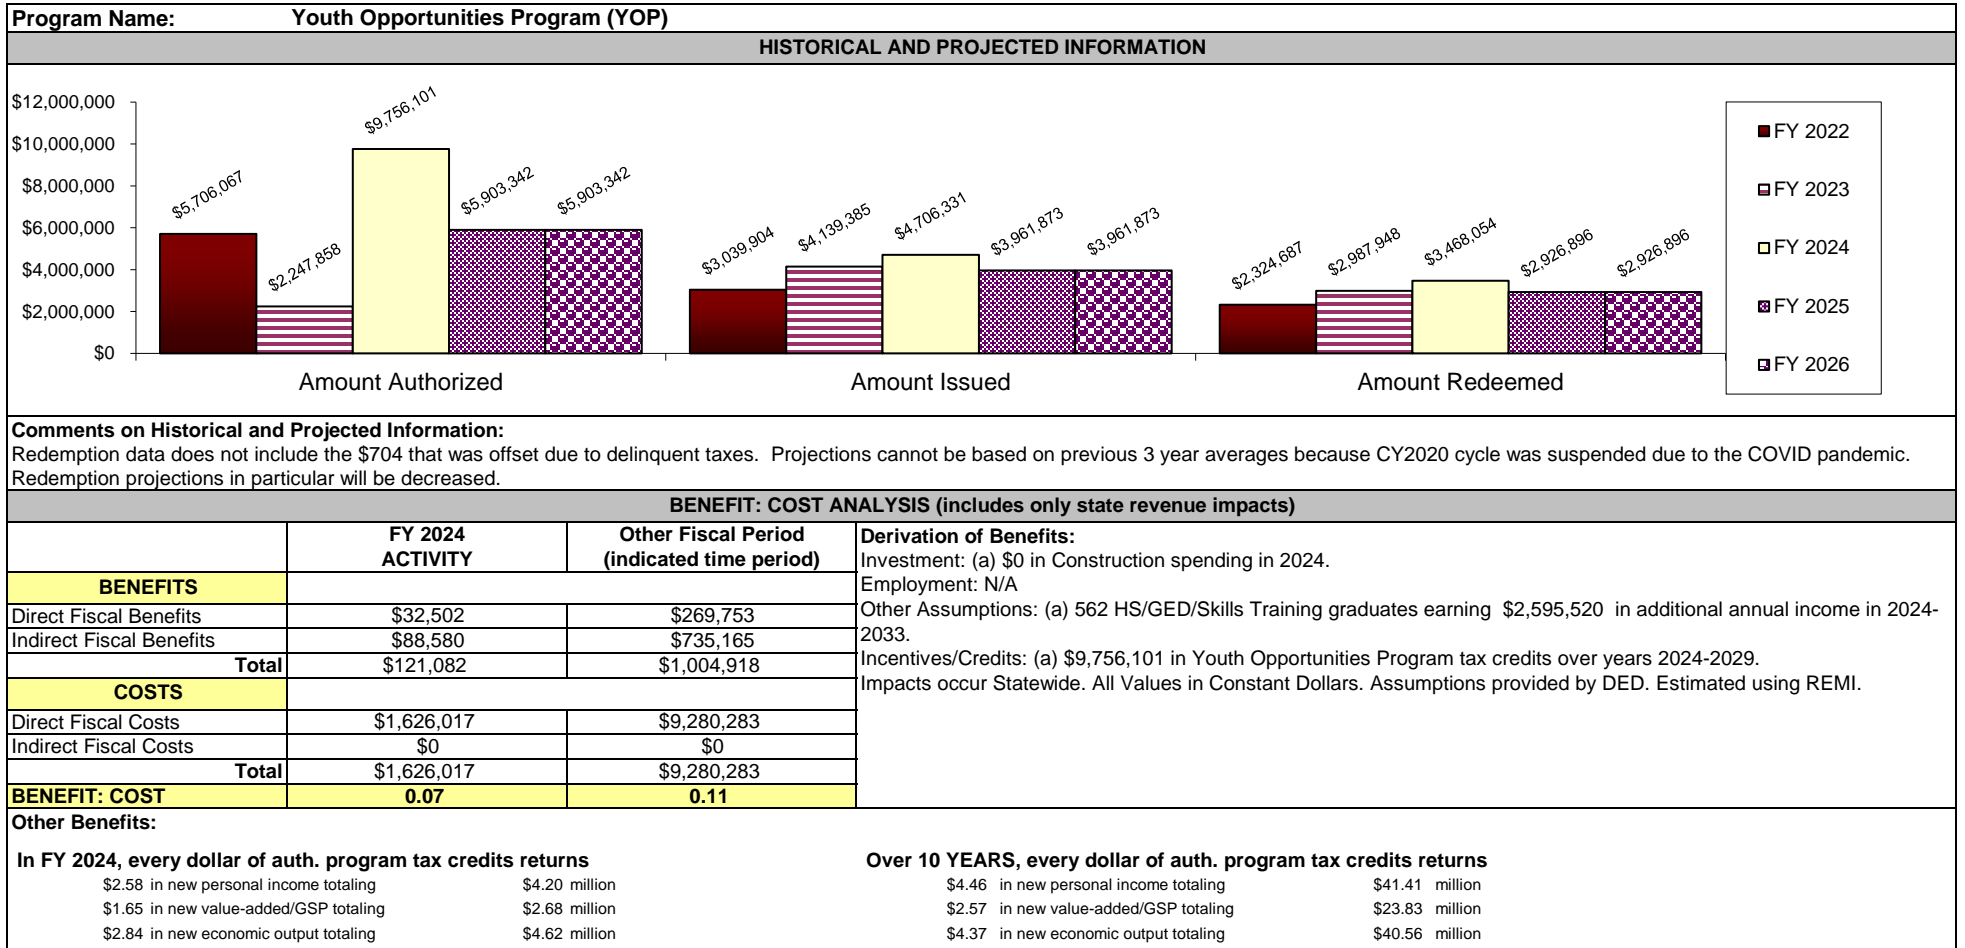 Program Name: Youth Opportunities Program (YOP)
HISTORICAL AND PROJECTED INFORMATION
$12,000,000
$10,000,000
$8,000,000
$6,000,000
$4,000,000
$2,000,000
$0
$5,706,067
$2,247,858
$9,756,101
$5,903,342
$5,903,342
$3,039,904
$4,139,385
$4,706,331
$3,961,873
$3,961,873
$2,324,687
$2,987,948
$3,468,054
$2,926,896
$2,926,896
Amount Authorized
Amount Issued
Amount Redeemed
FY 2022
FY 2023
FY 2024
FY 2025
FY 2026
Comments on Historical and Projected Information:
Redemption data does not include the $704 that was offset due to delinquent taxes. Projections cannot be based on previous 3 year averages because CY2020 cycle was suspended due to the COVID pandemic.
Redemption projections in particular will be decreased.
BENEFIT: COST ANALYSIS (includes only state revenue impacts)
FY 2024
ACTIVITY
Other Fiscal Period
(indicated time period)
BENEFITS
Direct Fiscal Benefits $32,502 $269,753
Indirect Fiscal Benefits $88,580 $735,165
Total $121,082 $1,004,918
COSTS
Direct Fiscal Costs $1,626,017 $9,280,283
Indirect Fiscal Costs $0 $0
Total $1,626,017 $9,280,283
BENEFIT: COST 0.07 0.11
Derivation of Benefits:
Investment: (a) $0 in Construction spending in 2024.
Employment: N/A
Other Assumptions: (a) 562 HS/GED/Skills Training graduates earning $2,595,520 in additional annual income in 2024-
2033.
Incentives/Credits: (a) $9,756,101 in Youth Opportunities Program tax credits over years 2024-2029.
Impacts occur Statewide. All Values in Constant Dollars. Assumptions provided by DED. Estimated using REMI.
Other Benefits:
In FY 2024, every dollar of auth. program tax credits returns
$2.58 in new personal income totaling $4.20 million
$1.65 in new value-added/GSP totaling $2.68 million
$2.84 in new economic output totaling $4.62 million
Over 10 YEARS, every dollar of auth. program tax credits returns
$4.46 in new personal income totaling $41.41 million
$2.57 in new value-added/GSP totaling $23.83 million
$4.37 in new economic output totaling $40.56 million